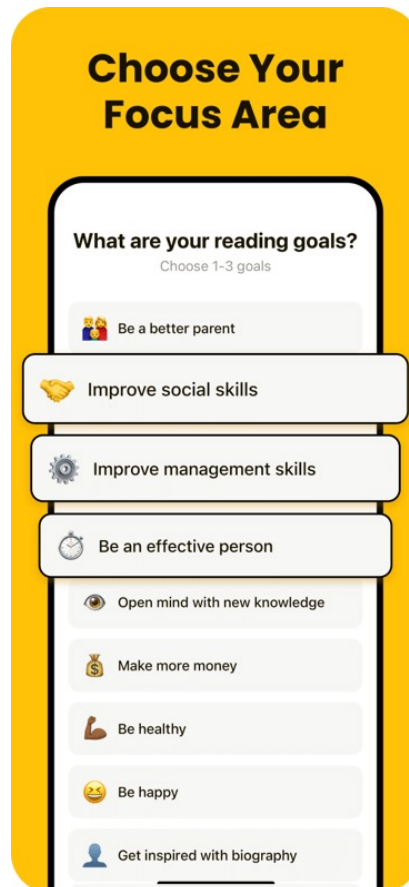 Choose Your
Focus Area
What are your reading goals?
Choose 1-3 goals
Be a better parent
Improve social skills
Improve management skills
Be an effective person
Open mind with new knowledge
Make more money
Be healthy
Be happy
Get inspired with biography